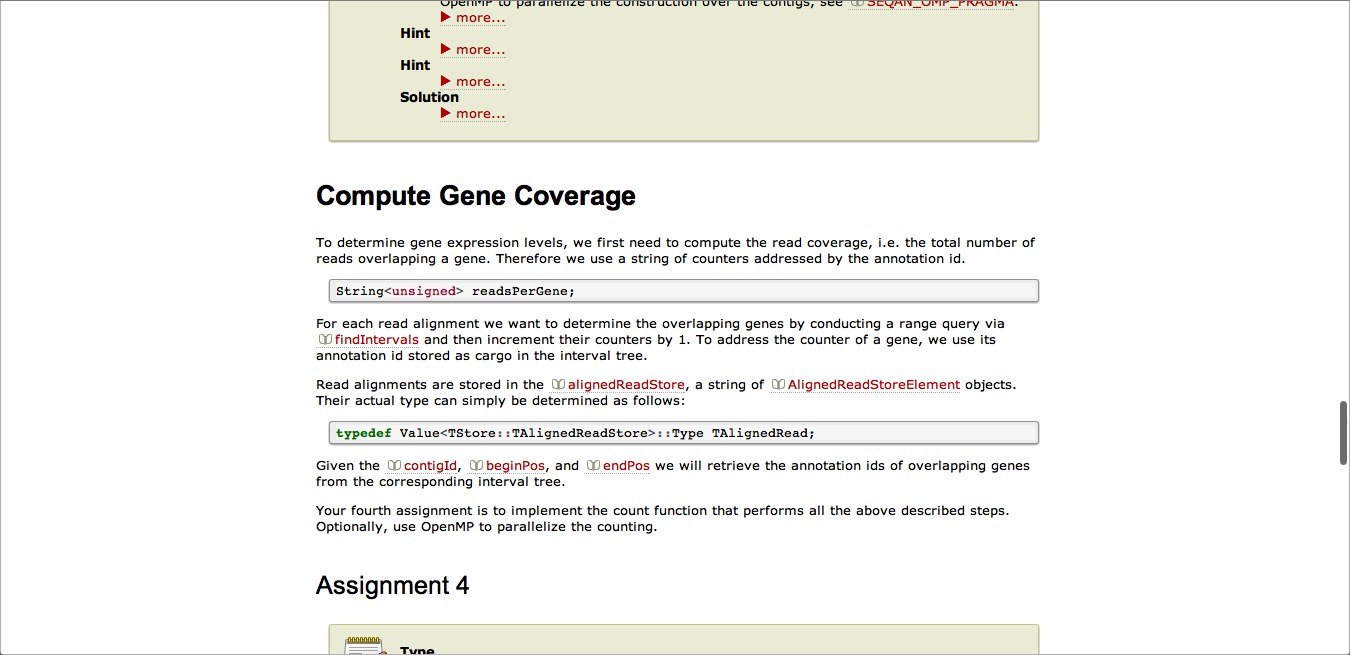 OpenMP to parallelize the construction over the contigs, see SEQAN_OMP_PRAGMA.
more...
Hint
more...
Hint
more...
Solution
more...
Compute Gene Coverage
To determine gene expression levels, we first need to compute the read coverage, i.e. the total number of
reads overlapping a gene. Therefore we use a string of counters addressed by the annotation id.
String<unsigned> readsPerGene;
For each read alignment we want to determine the overlapping genes by conducting a range query via
findIntervals and then increment their counters by 1. To address the counter of a gene, we use its
annotation id stored as cargo in the interval tree.
Read alignments are stored in the alignedReadStore, a string of AlignedReadStoreElement objects.
Their actual type can simply be determined as follows:
typedef Value<TStore::TAlignedReadStore>::Type TAlignedRead;
Given the contigId, beginPos, and endPos we will retrieve the annotation ids of overlapping genes
from the corresponding interval tree.
Your fourth assignment is to implement the count function that performs all the above described steps.
Optionally, use OpenMP to parallelize the counting.
Assignment 4
Type